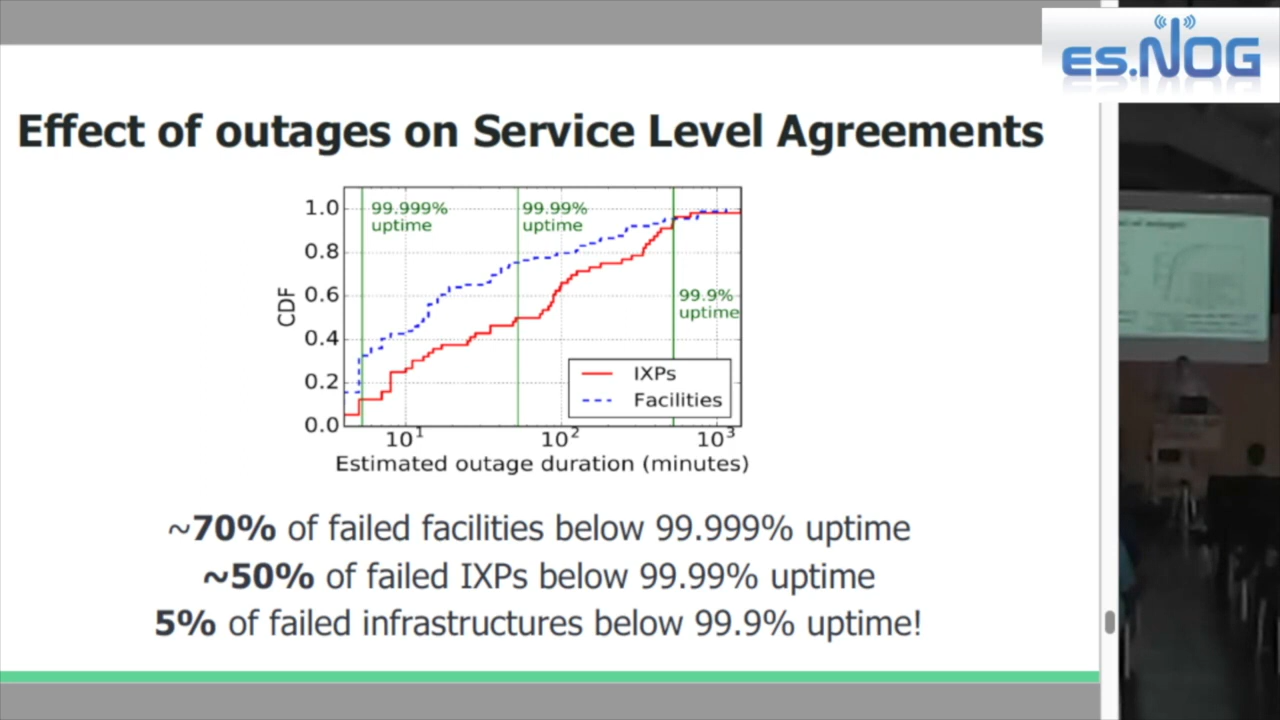 es.NOG
Effect of outages on Service Level Agreements
99.999%
uptime
99.99%
uptime
99.9%
uptime
1.0
0.8
0.6
0.4
0.2
0.0
CDF
IXPs
Facilities
10¹
10²
10³
Estimated outage duration (minutes)
~70% of failed facilities below 99.999% uptime
~50% of failed IXPs below 99.99% uptime
5% of failed infrastructures below 99.9% uptime!